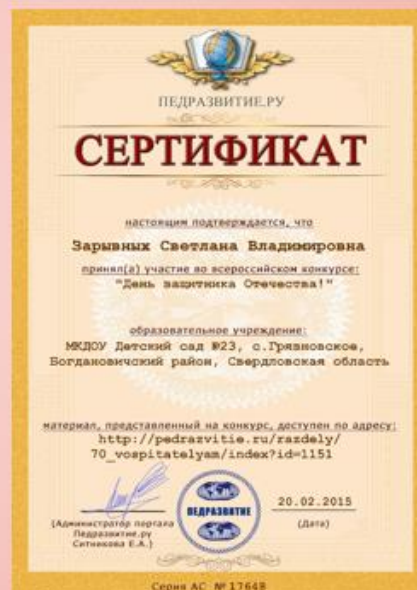 ПЕДРАЗВИТИЕ.РУ
СЕРТИФИКАТ
настоящим подтверждается, что
Зарывных Светлана Владимировна
принял(а) участие во всероссийском конкурсе:
"День защитника Отечества!"
образовательное учреждение:
МКДОУ Детский сад №23, с.Грязновское,
Богдановичский район, Свердловская область
материал, представленный на конкурс, доступен по адресу:
http://pedrazvitie.ru/razdely/
70_vospitatelyam/index?id=1151
20.02.2015
ПЕДРАЗВИТИЕ
(Администратор портала
Педразвитие.ру
Ситникова Е.А.)
(Дата)
Серия АС № 17648